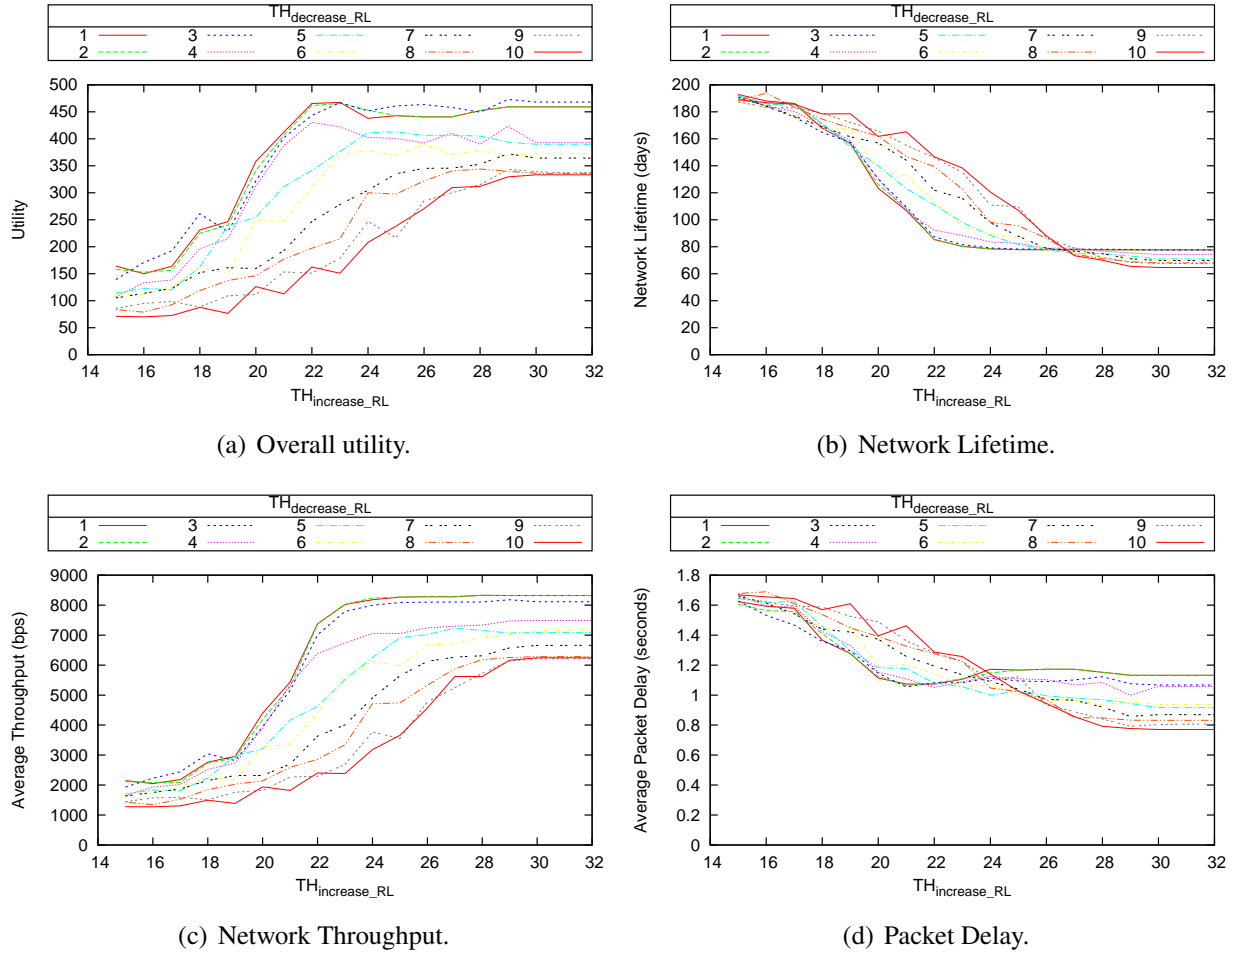 TH_decrease_RL
1 3 5 7 9
2 4 6 8 10
500
450
400
350
300
250
200
150
100
50
0
Utility
14 16 18 20 22 24 26 28 30 32
TH_increase_RL
(a) Overall utility.
TH_decrease_RL
1 3 5 7 9
2 4 6 8 10
200
180
160
140
120
100
80
60
40
20
0
Network Lifetime (days)
14 16 18 20 22 24 26 28 30 32
TH_increase_RL
(b) Network Lifetime.
TH_decrease_RL
1 3 5 7 9
2 4 6 8 10
9000
8000
7000
6000
5000
4000
3000
2000
1000
0
Average Throughput (bps)
14 16 18 20 22 24 26 28 30 32
TH_increase_RL
(c) Network Throughput.
TH_decrease_RL
1 3 5 7 9
2 4 6 8 10
1.8
1.6
1.4
1.2
1
0.8
0.6
0.4
0.2
0
Average Packet Delay (seconds)
14 16 18 20 22 24 26 28 30 32
TH_increase_RL
(d) Packet Delay.